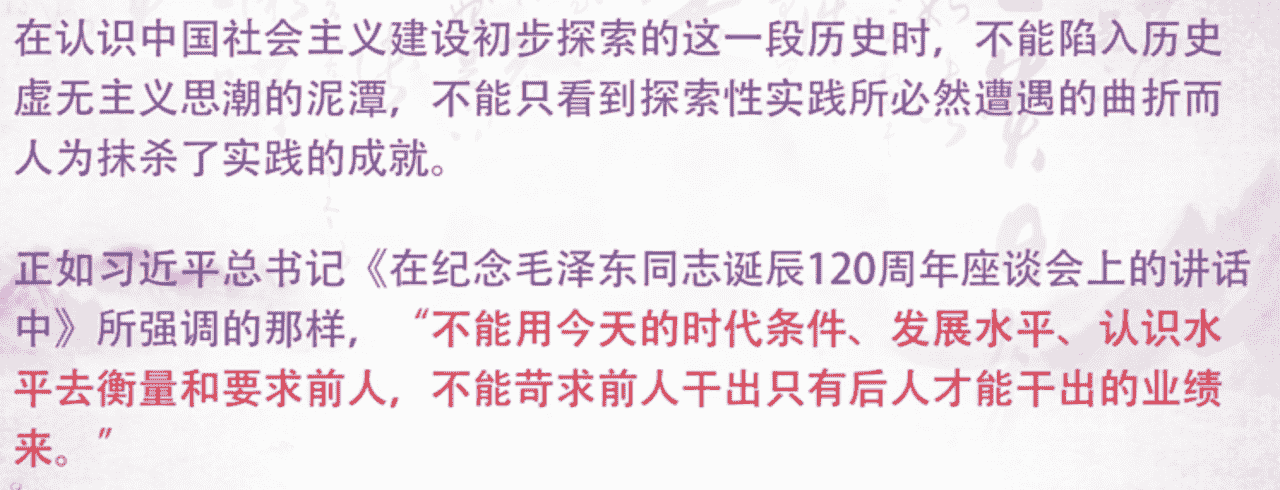 在认识中国社会主义建设初步探索的这一段历史时，不能陷入历史
虚无主义思潮的泥潭，不能只看到探索性实践所必然遭遇的曲折而
人为抹杀了实践的成就。
正如习近平总书记《在纪念毛泽东同志诞辰120周年座谈会上的讲话
中》所强调的那样，“不能用今天的时代条件、发展水平、认识水
平去衡量和要求前人，不能苛求前人干出只有后人才能干出的业绩
来。”